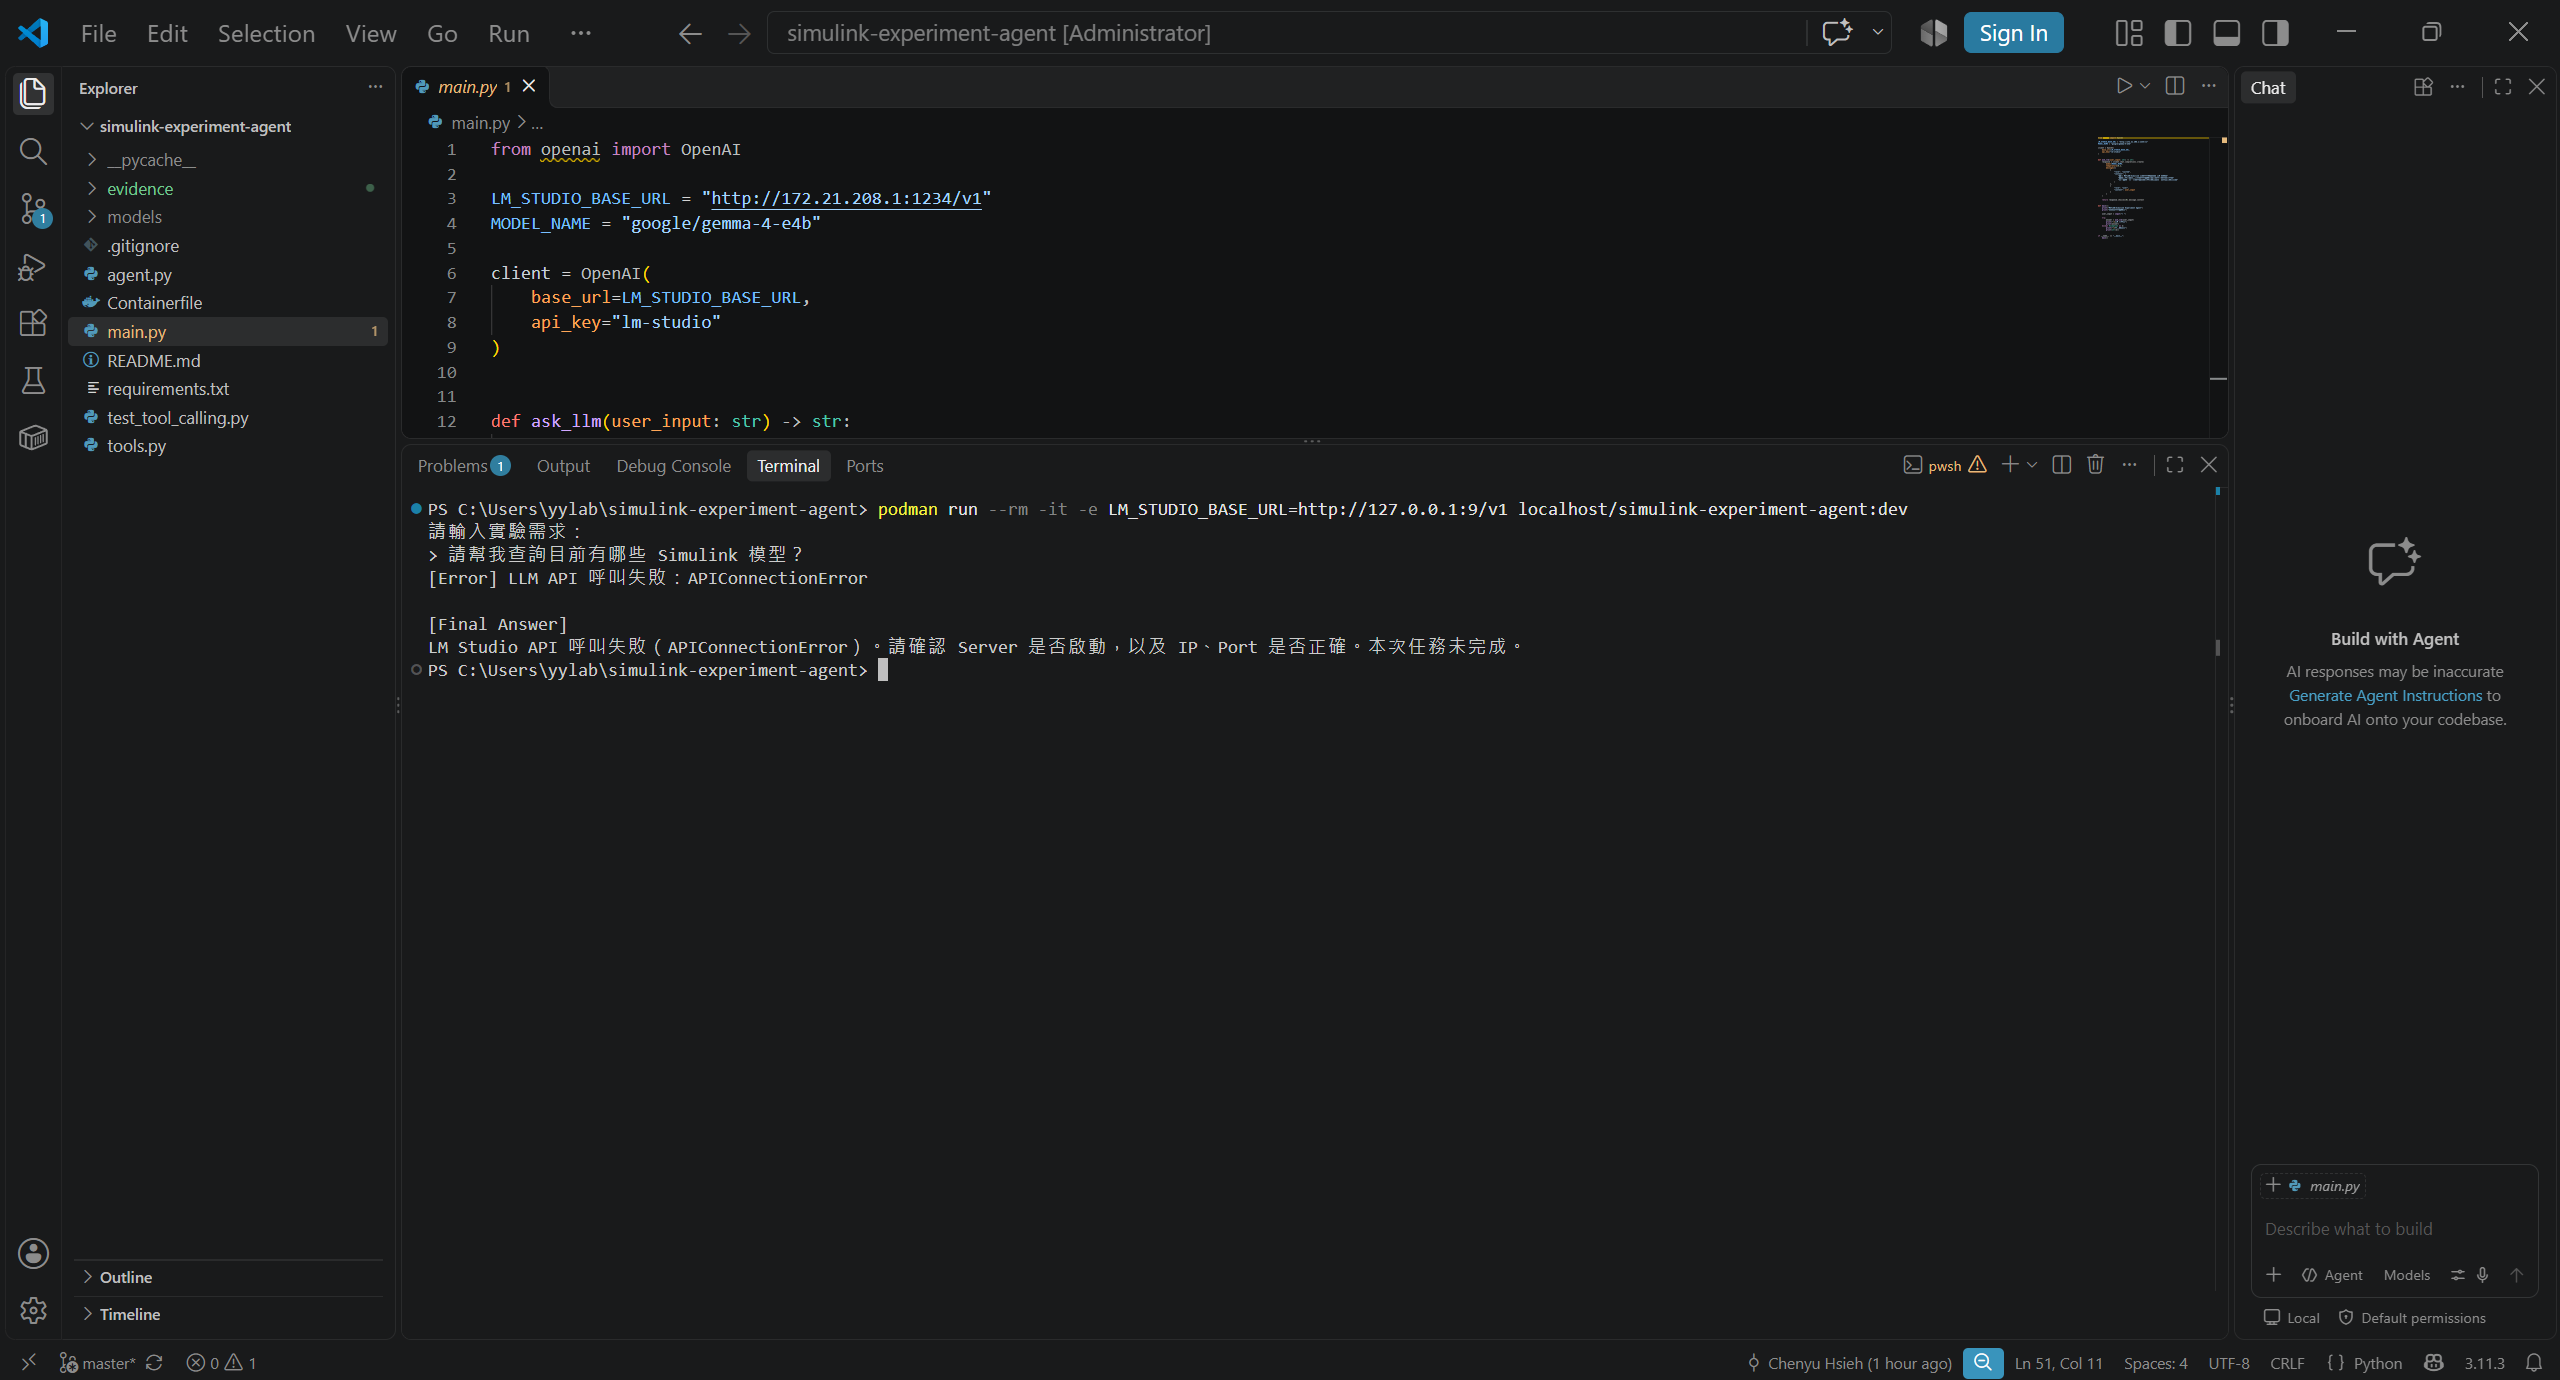 File Edit Selection View Go Run ···
simulink-experiment-agent [Administrator]
Sign In
Explorer
simulink-experiment-agent
__pycache__
evidence
models
.gitignore
agent.py
Containerfile
main.py 1
README.md
requirements.txt
test_tool_calling.py
tools.py
Outline
Timeline
1
main.py 1
main.py > ...
1 from openai import OpenAI
2
3 LM_STUDIO_BASE_URL = "http://172.21.208.1:1234/v1"
4 MODEL_NAME = "google/gemma-4-e4b"
5
6 client = OpenAI(
7 base_url=LM_STUDIO_BASE_URL,
8 api_key="lm-studio"
9 )
10
11
12 def ask_llm(user_input: str) -> str:
Problems 1 Output Debug Console Terminal Ports
pwsh
PS C:\Users\yylab\simulink-experiment-agent> podman run --rm -it -e LM_STUDIO_BASE_URL=http://127.0.0.1:9/v1 localhost/simulink-experiment-agent:dev
請輸入實驗需求：
> 請幫我查詢目前有哪些 Simulink 模型？
[Error] LLM API 呼叫失敗：APIConnectionError
[Final Answer]
LM Studio API 呼叫失敗（APIConnectionError）。請確認 Server 是否啟動，以及 IP、Port 是否正確。本次任務未完成。
PS C:\Users\yylab\simulink-experiment-agent>
Chat
Build with Agent
AI responses may be inaccurate
Generate Agent Instructions to
onboard AI onto your codebase.
main.py
Describe what to build
Agent Models
Local Default permissions
master* 0 1
Chenyu Hsieh (1 hour ago) Ln 51, Col 11 Spaces: 4 UTF-8 CRLF {} Python 3.11.3